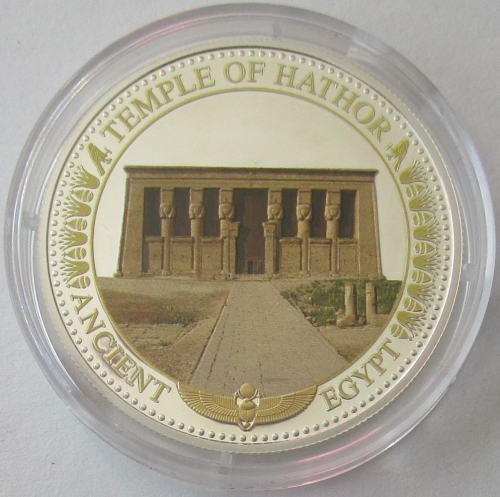 TEMPLE OF HATHOR
ANCIENT EGYPT